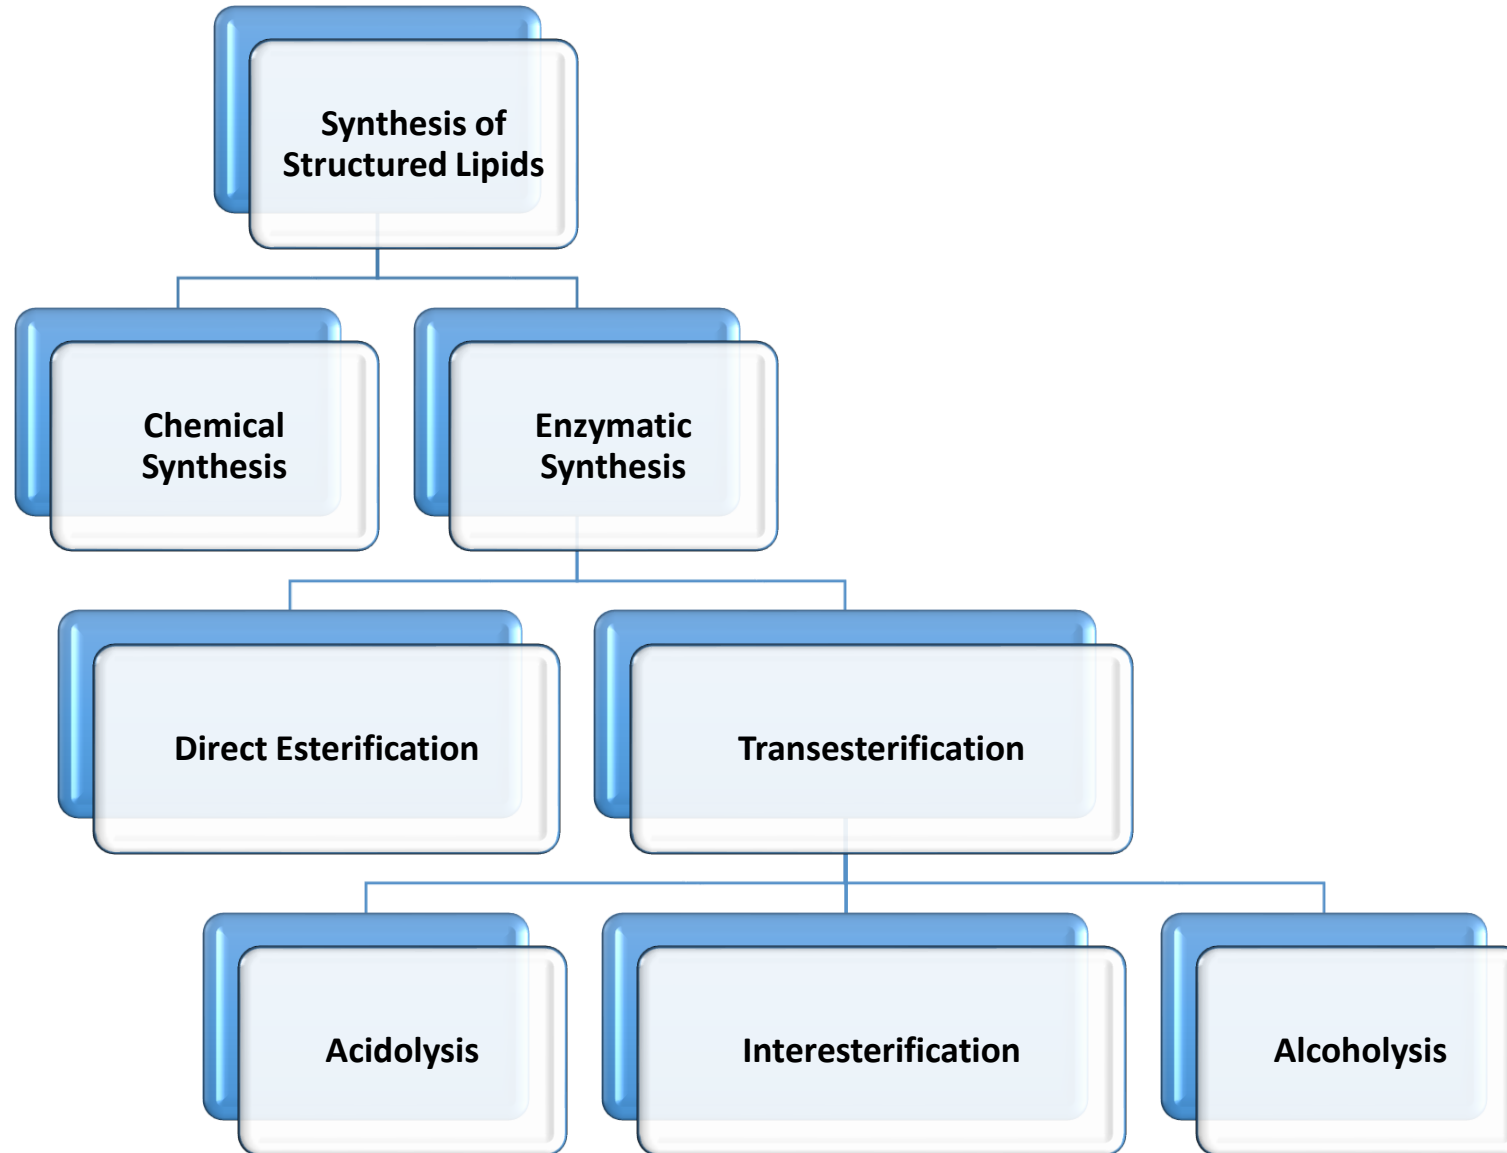 Synthesis of
Structured Lipids
Chemical
Synthesis
Enzymatic
Synthesis
Direct Esterification
Transesterification
Acidolysis
Interesterification
Alcoholysis